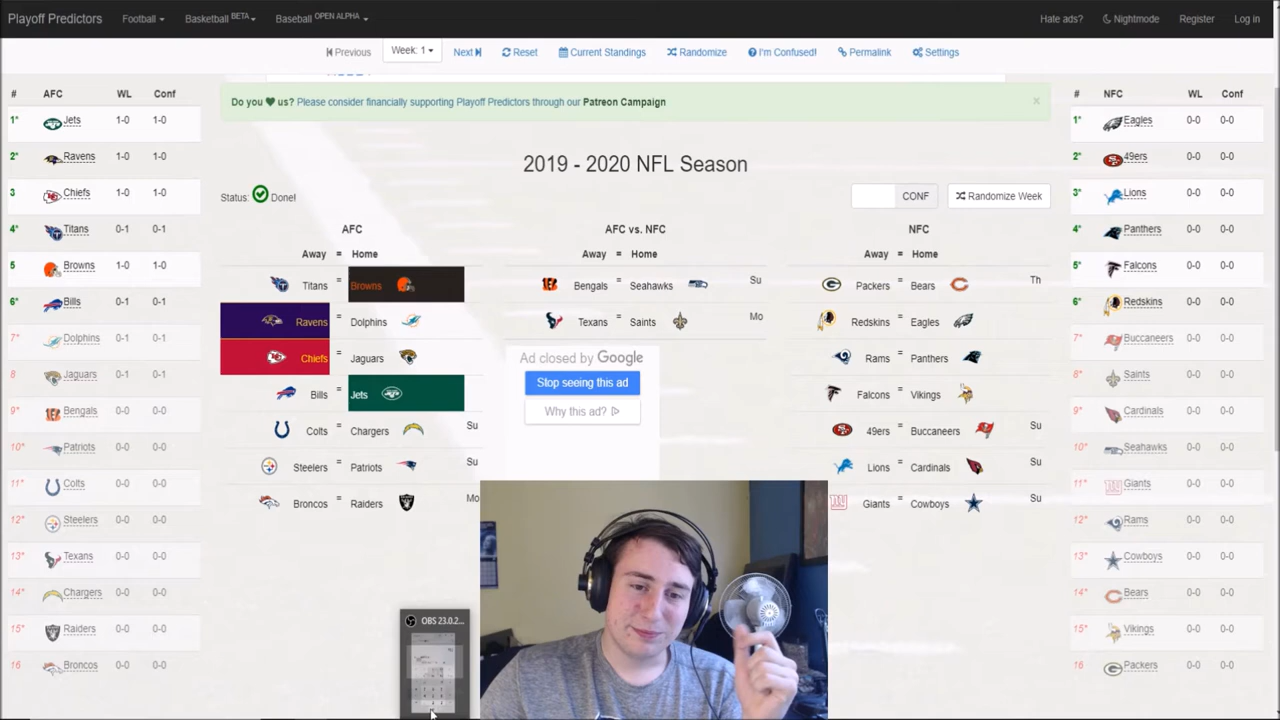 Playoff Predictors Football Basketball BETA Baseball OPEN ALPHA Hate ads? Nightmode Register Log in
Previous Week: 1 Next Reset Current Standings Randomize I'm Confused! Permalink Settings
Do you us? Please consider financially supporting Playoff Predictors through our Patreon Campaign ×
2019 - 2020 NFL Season
Status: Done!
CONF Randomize Week
# AFC WL Conf
1* Jets 1-0 1-0
2* Ravens 1-0 1-0
3 Chiefs 1-0 1-0
4* Titans 0-1 0-1
5 Browns 1-0 1-0
6* Bills 0-1 0-1
7* Dolphins 0-1 0-1
8 Jaguars 0-1 0-1
9* Bengals 0-0 0-0
10* Patriots 0-0 0-0
11* Colts 0-0 0-0
12* Steelers 0-0 0-0
13* Texans 0-0 0-0
14* Chargers 0-0 0-0
15* Raiders 0-0 0-0
16 Broncos 0-0 0-0
AFC
Away = Home
Titans = Browns
Ravens = Dolphins
Chiefs = Jaguars
Bills = Jets
Colts = Chargers Su
Steelers = Patriots Su
Broncos = Raiders Mo
AFC vs. NFC
Away = Home
Bengals = Seahawks Su
Texans = Saints Mo
Ad closed by Google
Stop seeing this ad
Why this ad?
NFC
Away = Home
Packers = Bears Th
Redskins = Eagles
Rams = Panthers
Falcons = Vikings
49ers = Buccaneers Su
Lions = Cardinals Su
Giants = Cowboys Su
# NFC WL Conf
1* Eagles 0-0 0-0
2* 49ers 0-0 0-0
3* Lions 0-0 0-0
4* Panthers 0-0 0-0
5* Falcons 0-0 0-0
6* Redskins 0-0 0-0
7* Buccaneers 0-0 0-0
8* Saints 0-0 0-0
9* Cardinals 0-0 0-0
10* Seahawks 0-0 0-0
11* Giants 0-0 0-0
12* Rams 0-0 0-0
13* Cowboys 0-0 0-0
14* Bears 0-0 0-0
15* Vikings 0-0 0-0
16 Packers 0-0 0-0
OBS 23.0.2...